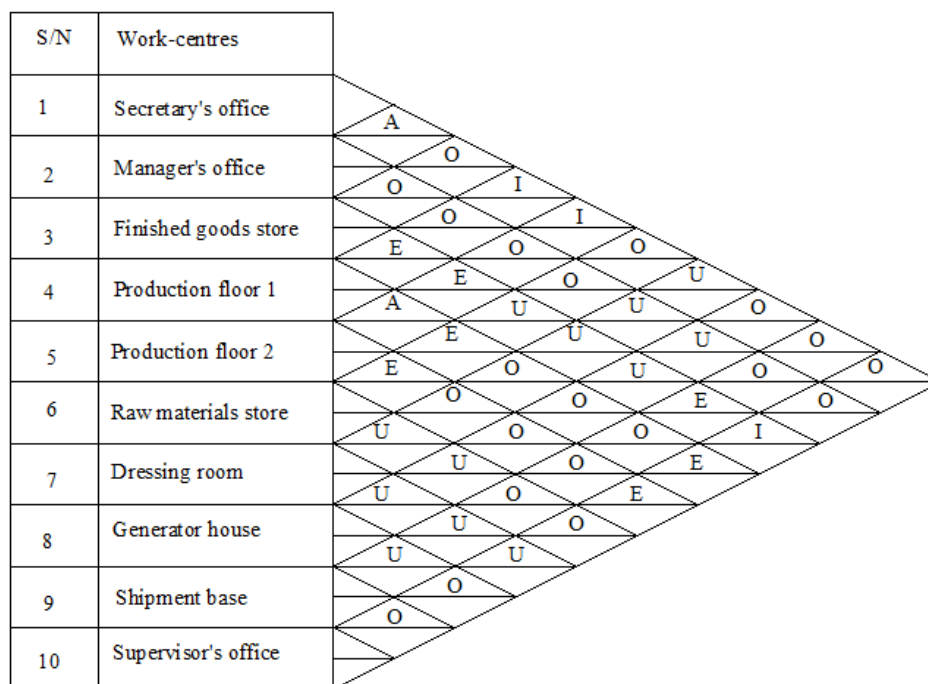 S/N Work-centres
1 Secretary's office
A
O
2 Manager's office
O I
O I
3 Finished goods store
E O O
E O U
4 Production floor 1
A U U O
E U U O
5 Production floor 2
E O U O O
O O E O
6 Raw materials store
U O O I
U O E
7 Dressing room
U O E
U O
8 Generator house
U U
O
9 Shipment base
O
10 Supervisor's office